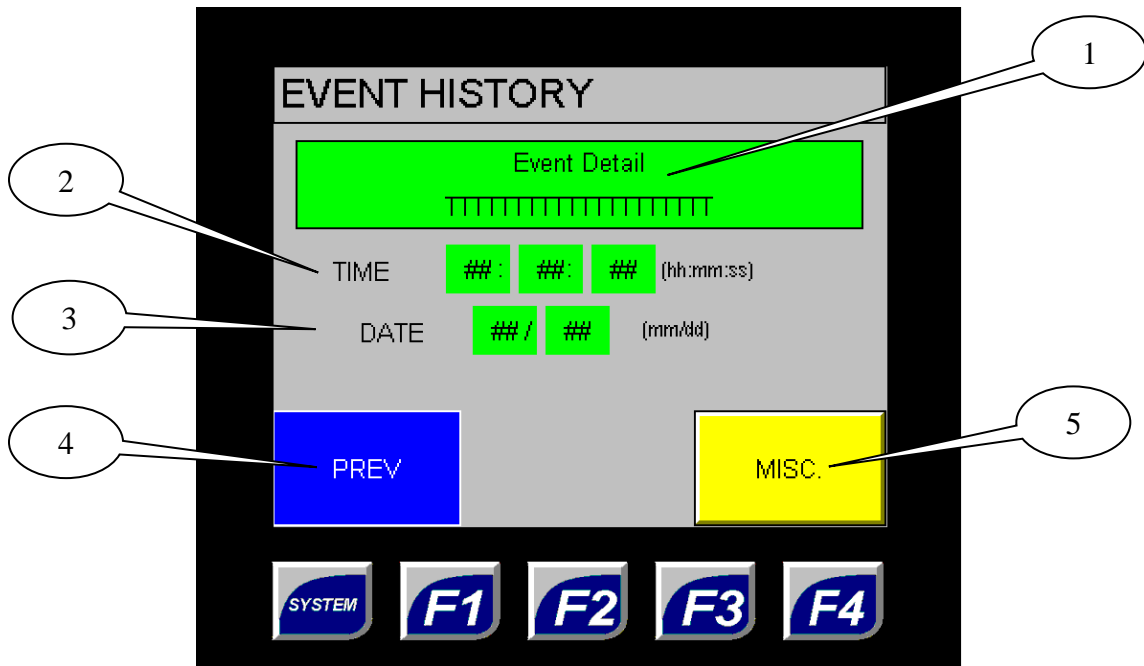 1
EVENT HISTORY
Event Detail
TTTTTTTTTTTTTTTTTTTT
2
TIME ##: ##: ## (hh:mm:ss)
3
DATE ##/ ## (mm/dd)
4
5
PREV MISC.
SYSTEM F1 F2 F3 F4